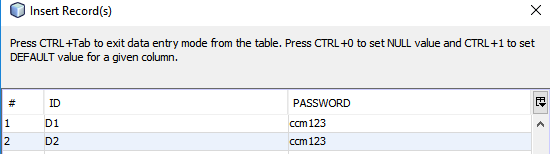 Insert Record(s)
Press CTRL+Tab to exit data entry mode from the table. Press CTRL+0 to set NULL value and CTRL+1 to set
DEFAULT value for a given column.
# ID PASSWORD
1 D1 ccm123
2 D2 ccm123